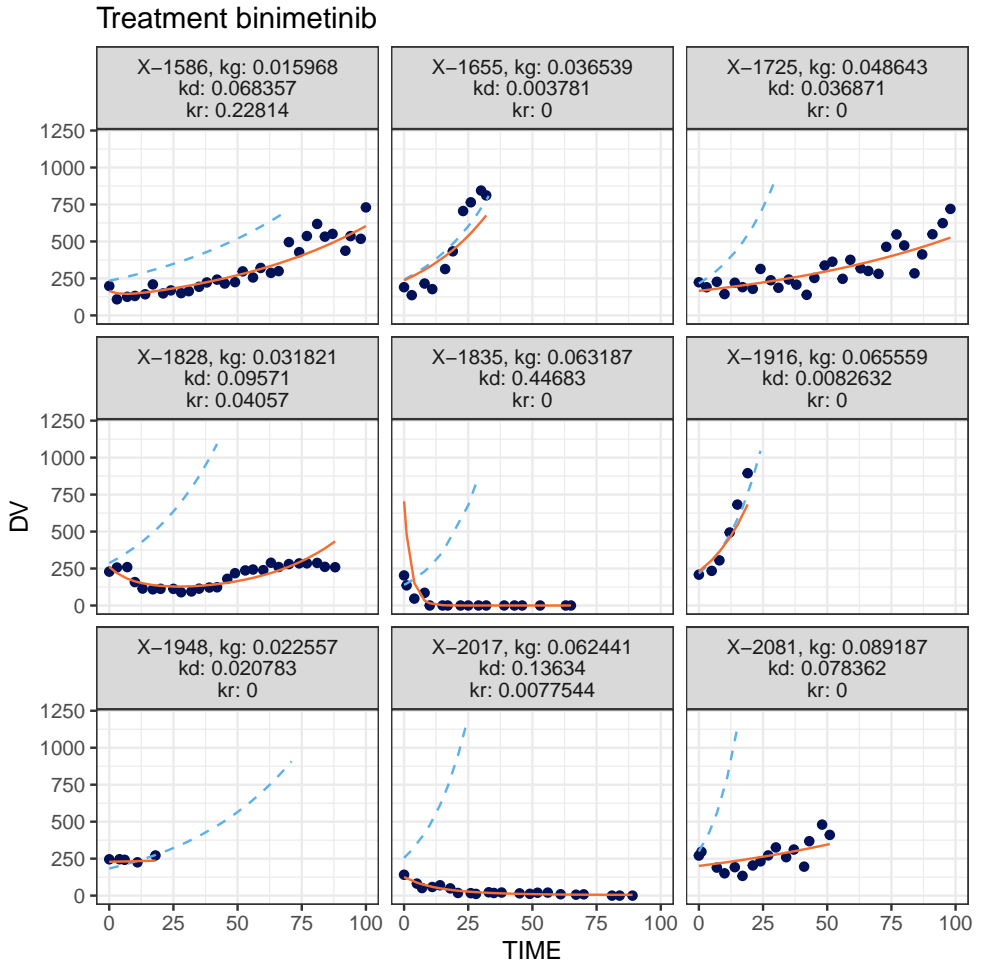 Treatment binimetinib
X−1586, kg: 0.015968
kd: 0.068357
kr: 0.22814
X−1655, kg: 0.036539
kd: 0.003781
kr: 0
X−1725, kg: 0.048643
kd: 0.036871
kr: 0
1250
1000
750
500
250
0
X−1828, kg: 0.031821
kd: 0.09571
kr: 0.04057
X−1835, kg: 0.063187
kd: 0.44683
kr: 0
X−1916, kg: 0.065559
kd: 0.0082632
kr: 0
1250
1000
750
500
250
0
DV
X−1948, kg: 0.022557
kd: 0.020783
kr: 0
X−2017, kg: 0.062441
kd: 0.13634
kr: 0.0077544
X−2081, kg: 0.089187
kd: 0.078362
kr: 0
1250
1000
750
500
250
0
0 25 50 75 100 0 25 50 75 100 0 25 50 75 100
TIME